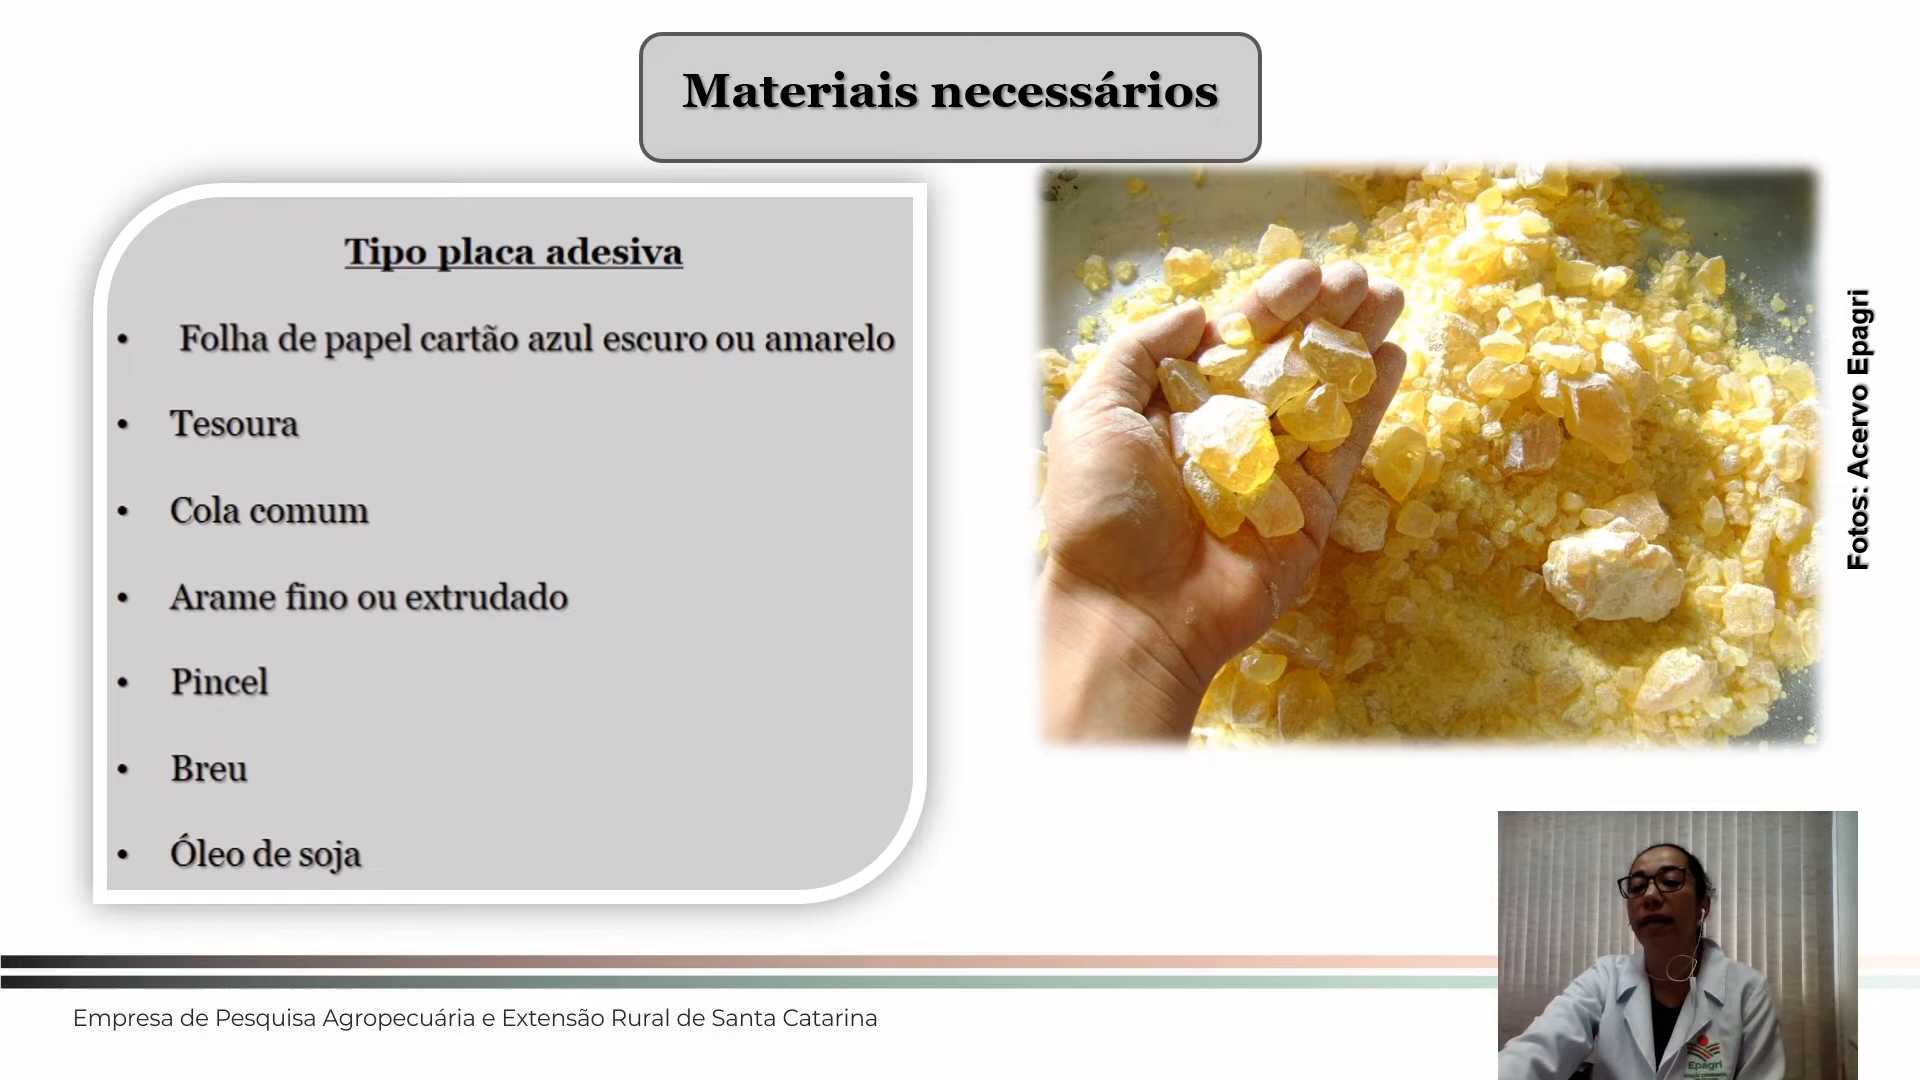 Materiais necessários
Tipo placa adesiva
• Folha de papel cartão azul escuro ou amarelo
• Tesoura
• Cola comum
• Arame fino ou extrudado
• Pincel
• Breu
• Óleo de soja
Fotos: Acervo Epagri
Empresa de Pesquisa Agropecuária e Extensão Rural de Santa Catarina
Epagri